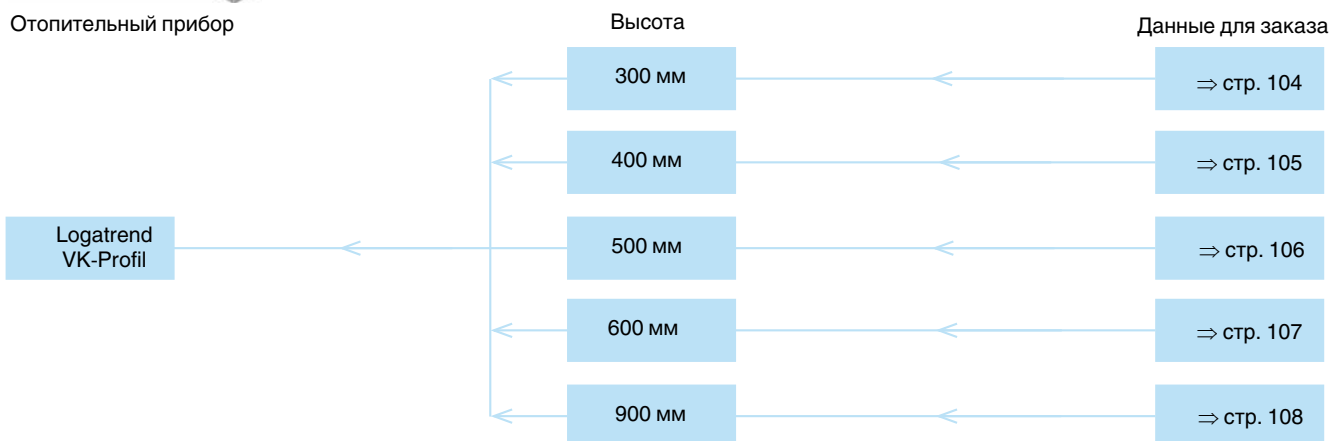 Отопительный прибор
Высота
Данные для заказа
300 мм
⇒ стр. 104
400 мм
⇒ стр. 105
Logatrend
VK-Profil
500 мм
⇒ стр. 106
600 мм
⇒ стр. 107
900 мм
⇒ стр. 108